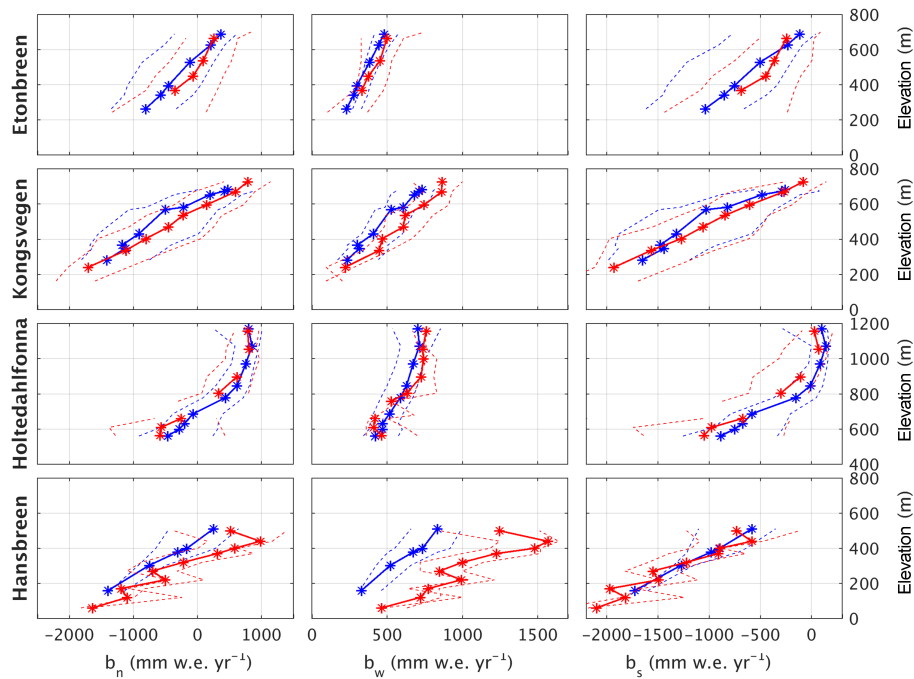 Etonbreen
800
600
400
200
0
Elevation (m)
Kongsvegen
800
600
400
200
0
Elevation (m)
Holtedahlfonna
1200
1000
800
600
400
Elevation (m)
Hansbreen
800
600
400
200
0
Elevation (m)
−2000 −1000 0 1000
0 500 1000 1500
−2000 −1500 −1000 −500 0
b_n (mm w.e. yr⁻¹)
b_w (mm w.e. yr⁻¹)
b_s (mm w.e. yr⁻¹)